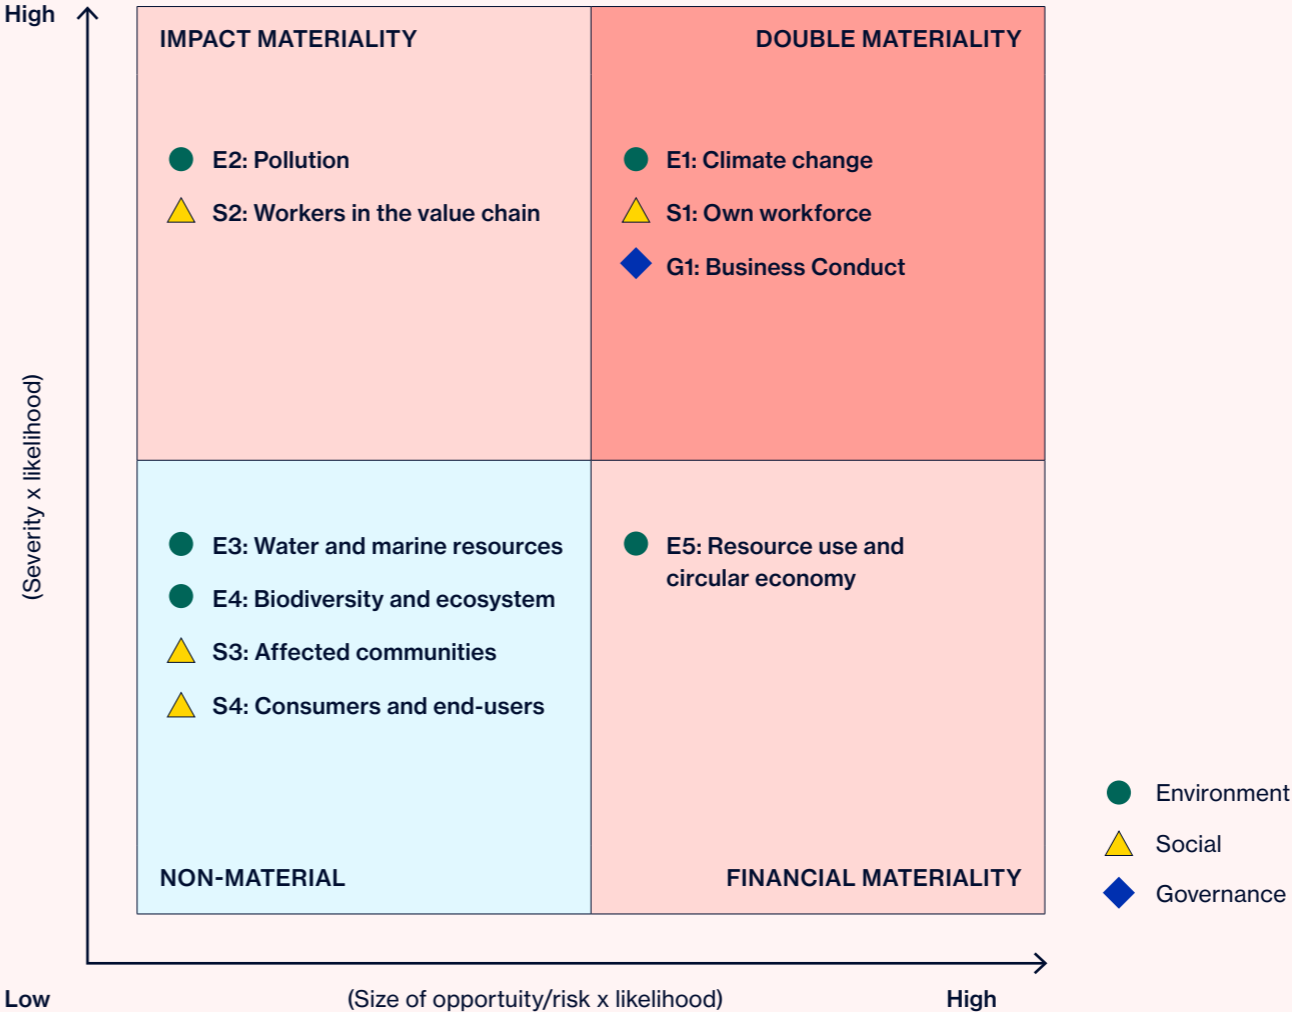 High
IMPACT MATERIALITY
DOUBLE MATERIALITY
E2: Pollution
S2: Workers in the value chain
E1: Climate change
S1: Own workforce
G1: Business Conduct
(Severity x likelihood)
E3: Water and marine resources
E4: Biodiversity and ecosystem
S3: Affected communities
S4: Consumers and end-users
E5: Resource use and
circular economy
NON-MATERIAL
FINANCIAL MATERIALITY
Environment
Social
Governance
Low
(Size of opportuity/risk x likelihood)
High